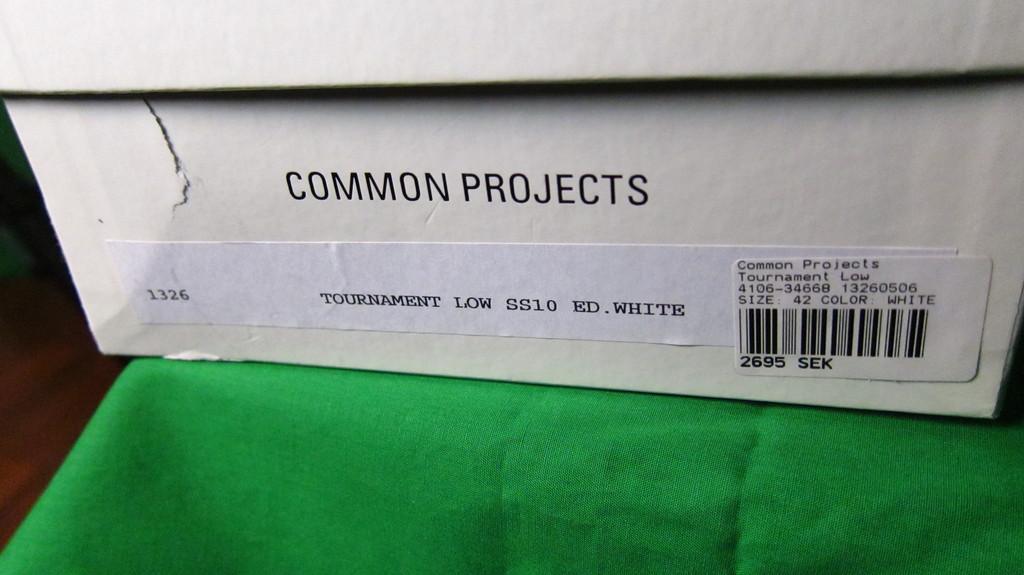 COMMON PROJECTS
1326
TOURNAMENT LOW SS10 ED.WHITE
Common Projects
Tournament Low
4106-34668 13260506
SIZE: 42 COLOR: WHITE
2695 SEK